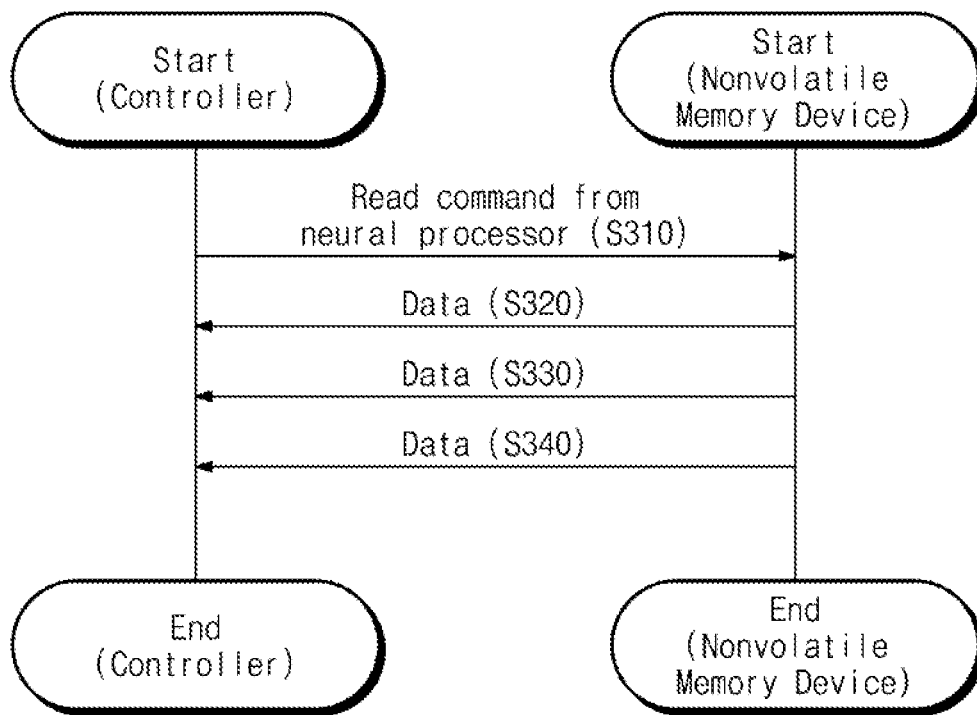 Start
(Controller)
Start
(Nonvolatile
Memory Device)
Read command from
neural processor (S310)
Data (S320)
Data (S330)
Data (S340)
End
(Controller)
End
(Nonvolatile
Memory Device)